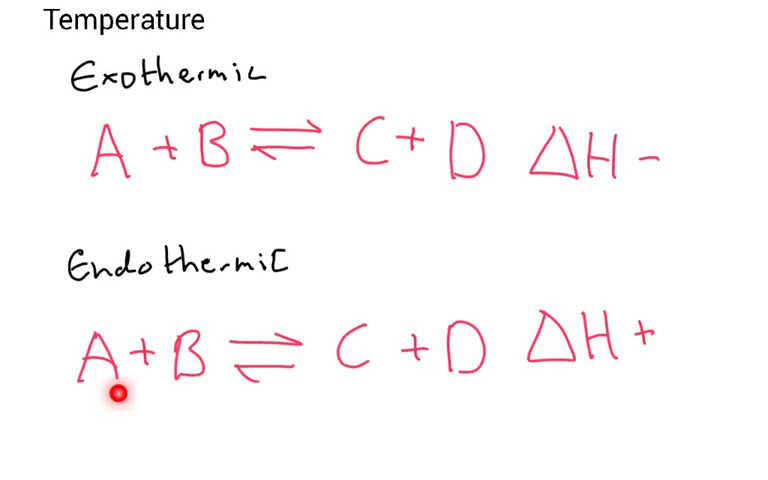 Temperature
Exothermic
A + B ⇌ C + D ΔH -
Endothermic
A + B ⇌ C + D ΔH +